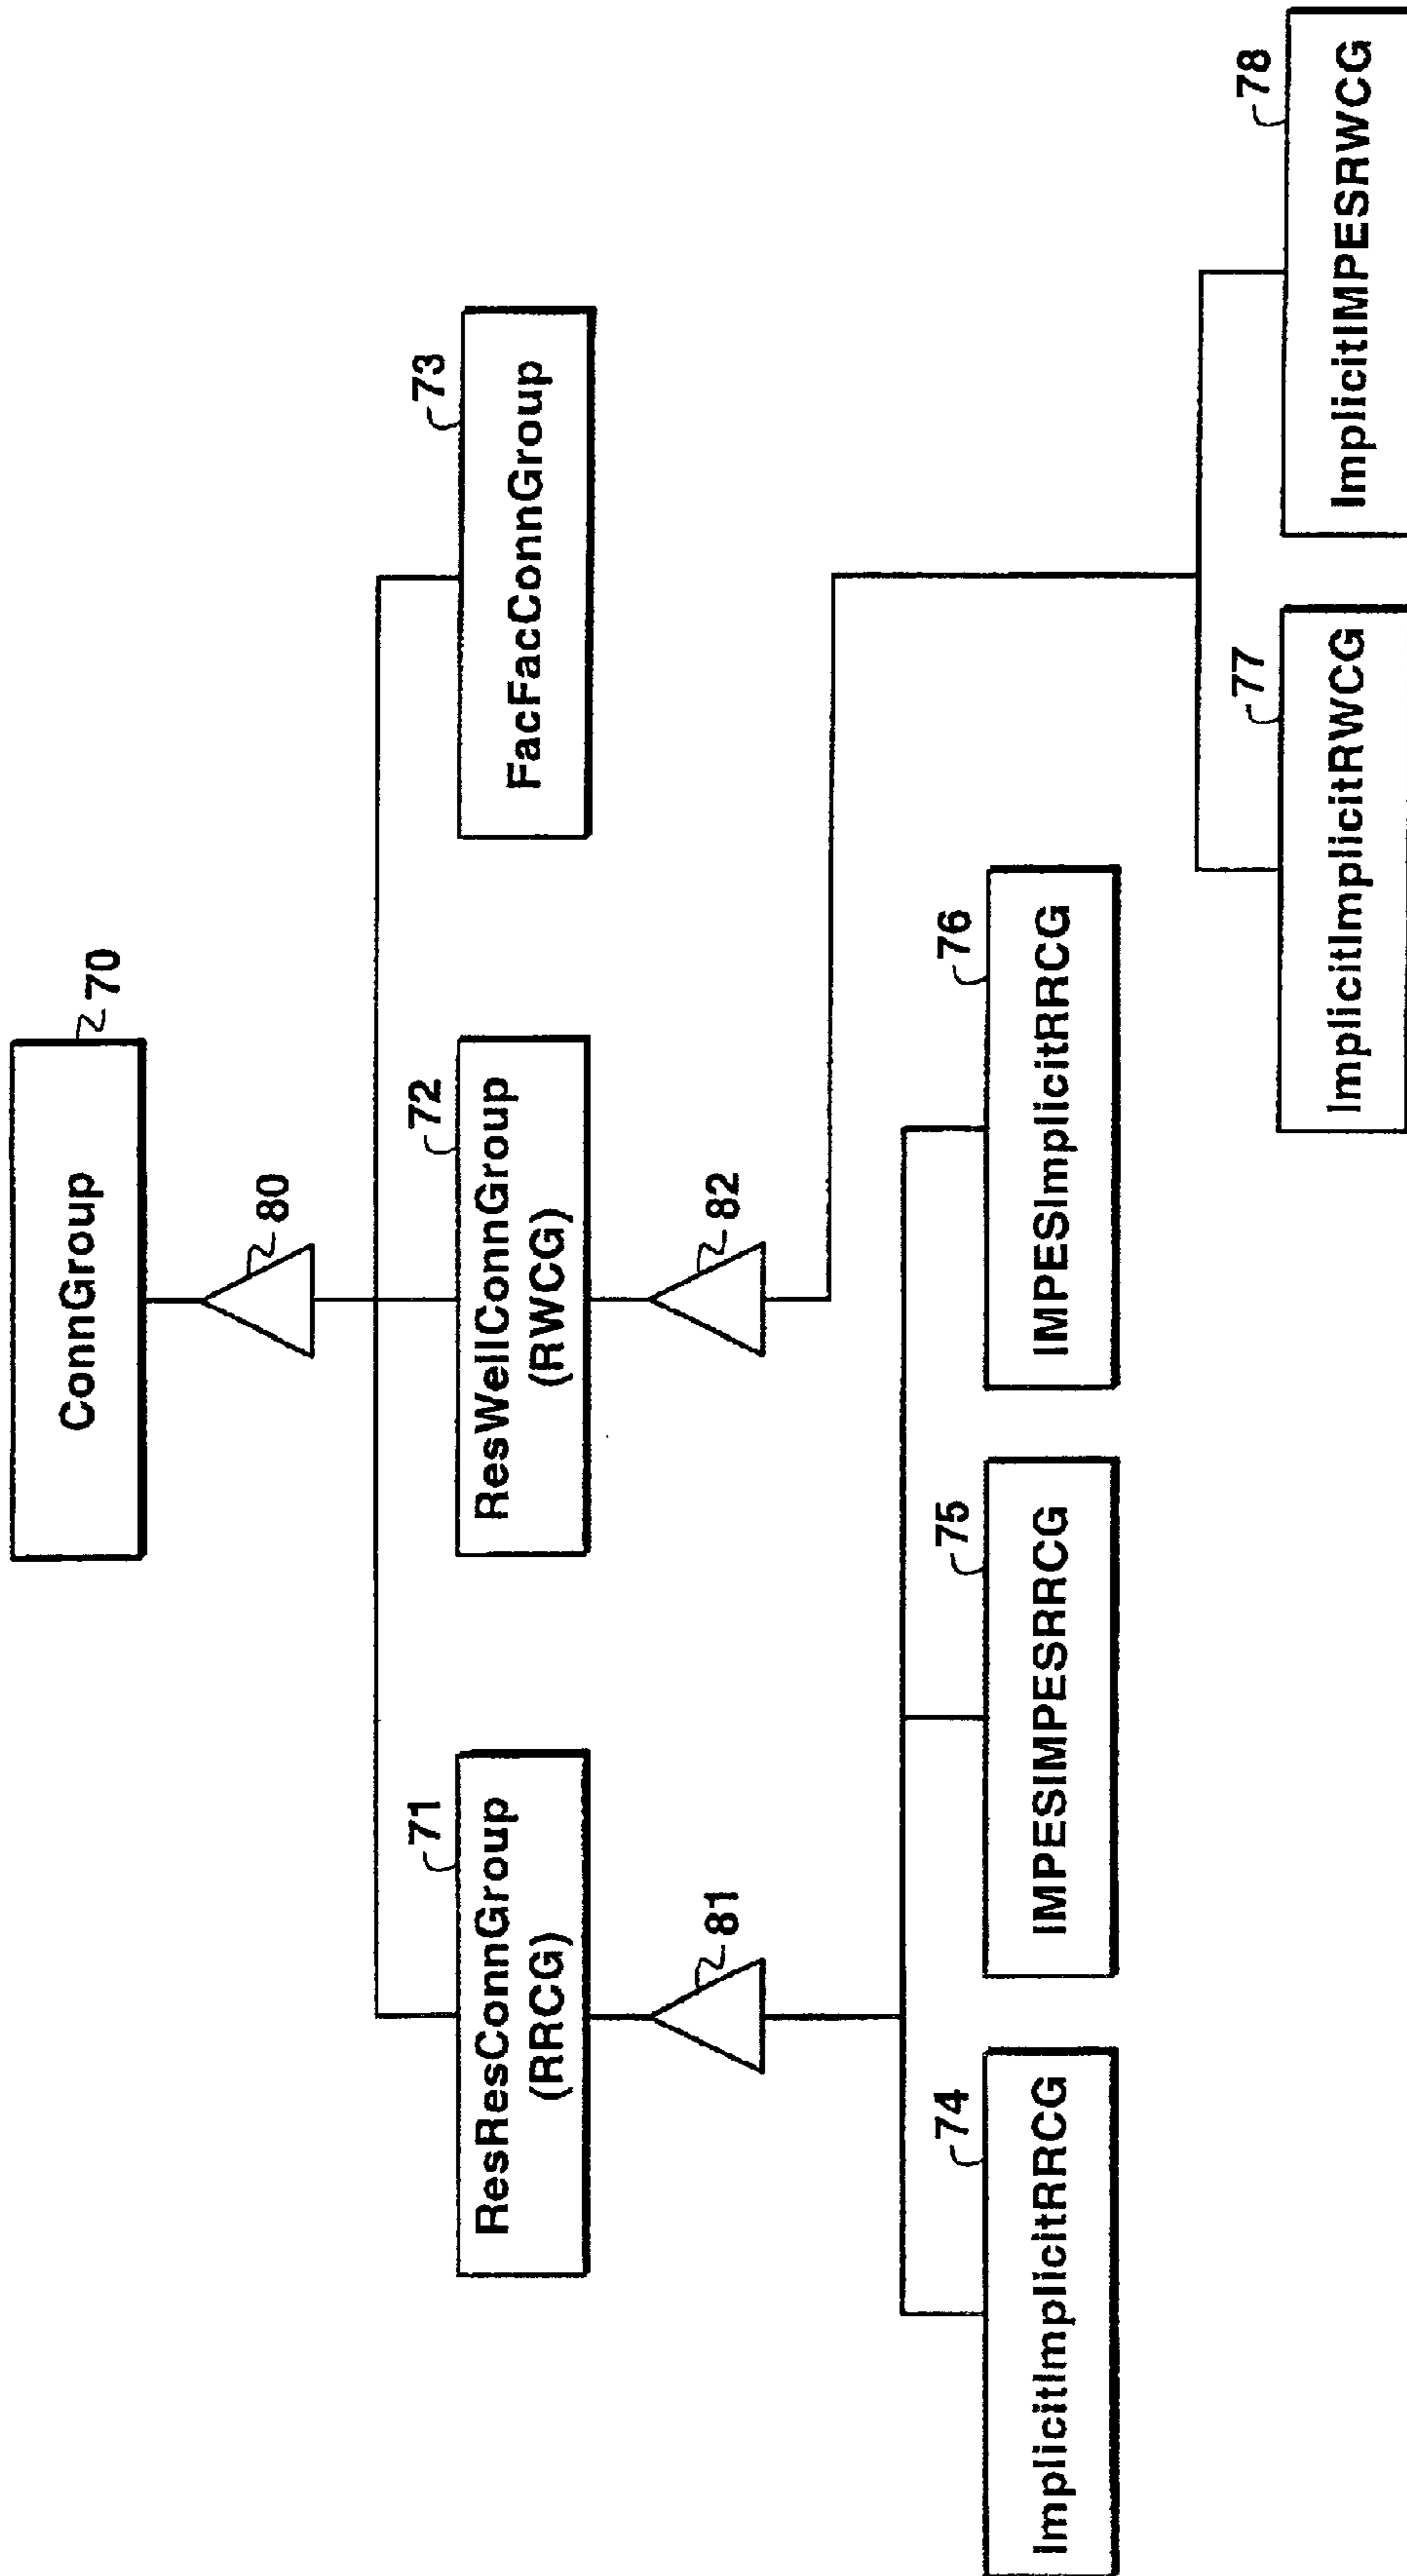 ConnGroup
70
80
71
72
73
ResResConnGroup
(RRCG)
ResWellConnGroup
(RWCG)
FacFacConnGroup
81
82
74
75
76
ImplicitImplicitRRCG
IMPESIMPESRRCG
IMPESImplicitRRCG
77
78
ImplicitImplicitRWCG
ImplicitIMPESRWCG